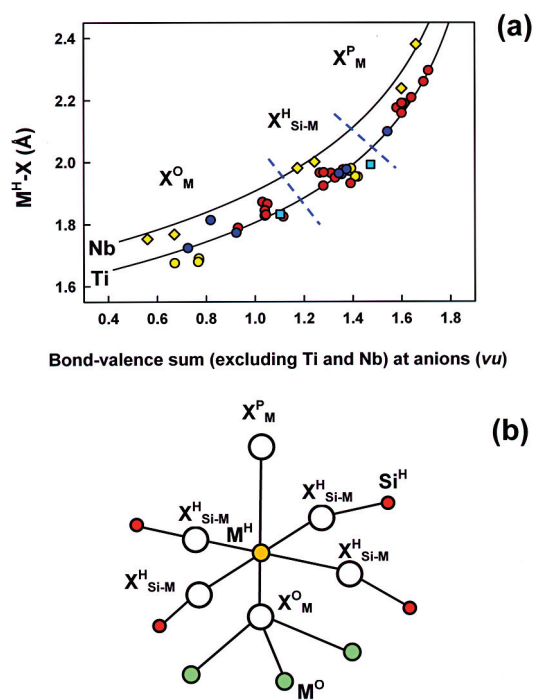 (a)
2.4
2.2
2.0
1.8
1.6
M^H-X (Å)
X^P_M
X^H_Si-M
X^O_M
Nb
Ti
0.4 0.6 0.8 1.0 1.2 1.4 1.6 1.8
Bond-valence sum (excluding Ti and Nb) at anions (vu)
(b)
X^P_M
Si^H
X^H_Si-M
X^H_Si-M
M^H
X^H_Si-M
X^H_Si-M
X^O_M
M^O